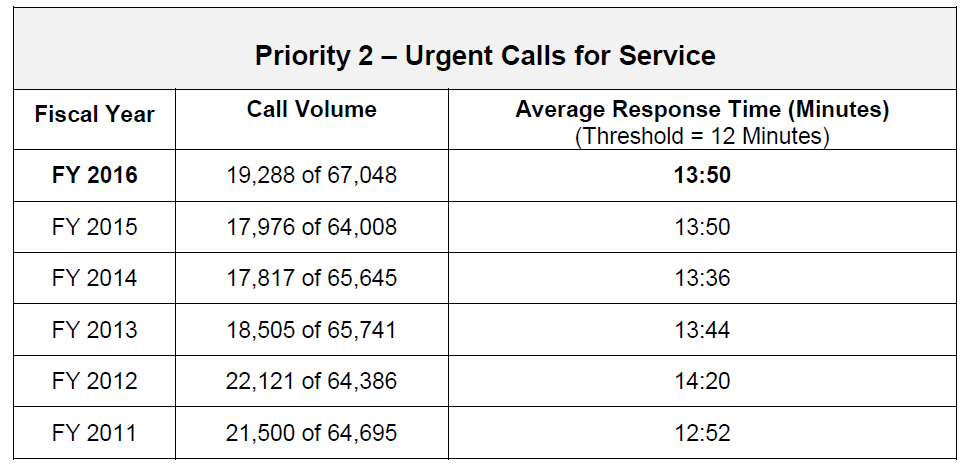 Priority 2 – Urgent Calls for Service
Fiscal Year Call Volume Average Response Time (Minutes)
(Threshold = 12 Minutes)
FY 2016 19,288 of 67,048 13:50
FY 2015 17,976 of 64,008 13:50
FY 2014 17,817 of 65,645 13:36
FY 2013 18,505 of 65,741 13:44
FY 2012 22,121 of 64,386 14:20
FY 2011 21,500 of 64,695 12:52